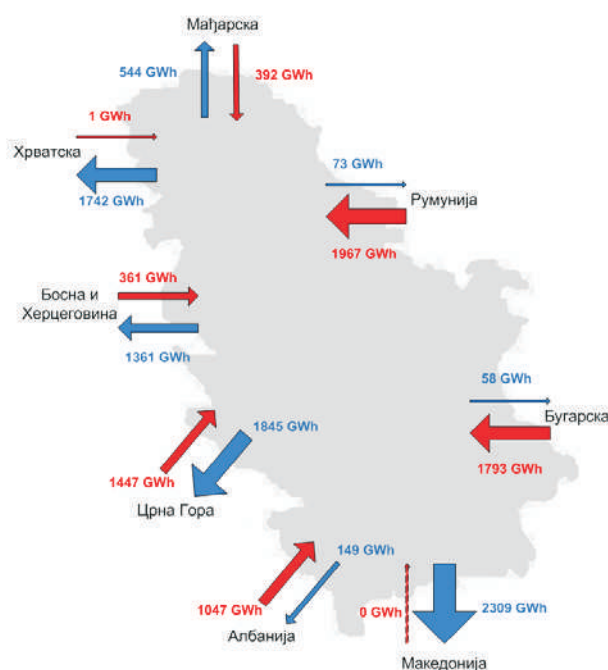 Мађарска
544 GWh
392 GWh
1 GWh
Хрватска
1742 GWh
73 GWh
Румунија
1967 GWh
361 GWh
Босна и
Херцеговина
1361 GWh
58 GWh
Бугарска
1793 GWh
1845 GWh
1447 GWh
Црна Гора
149 GWh
1047 GWh
Албанија
0 GWh
2309 GWh
Македонија